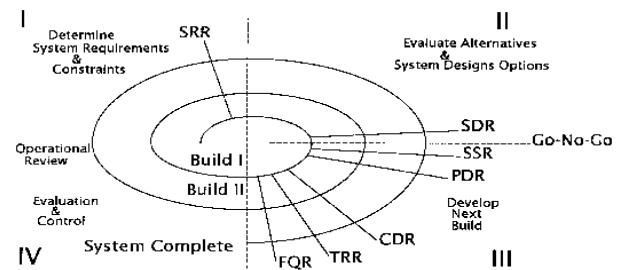 I
II
Determine
System Requirements
&
Constraints
SRR
Evaluate Alternatives
&
System Designs Options
SDR
Go-No-Go
SSR
PDR
Operational
Review
Build I
Build II
Evaluation
&
Control
Develop
Next
Build
System Complete
CDR
TRR
FQR
IV
III